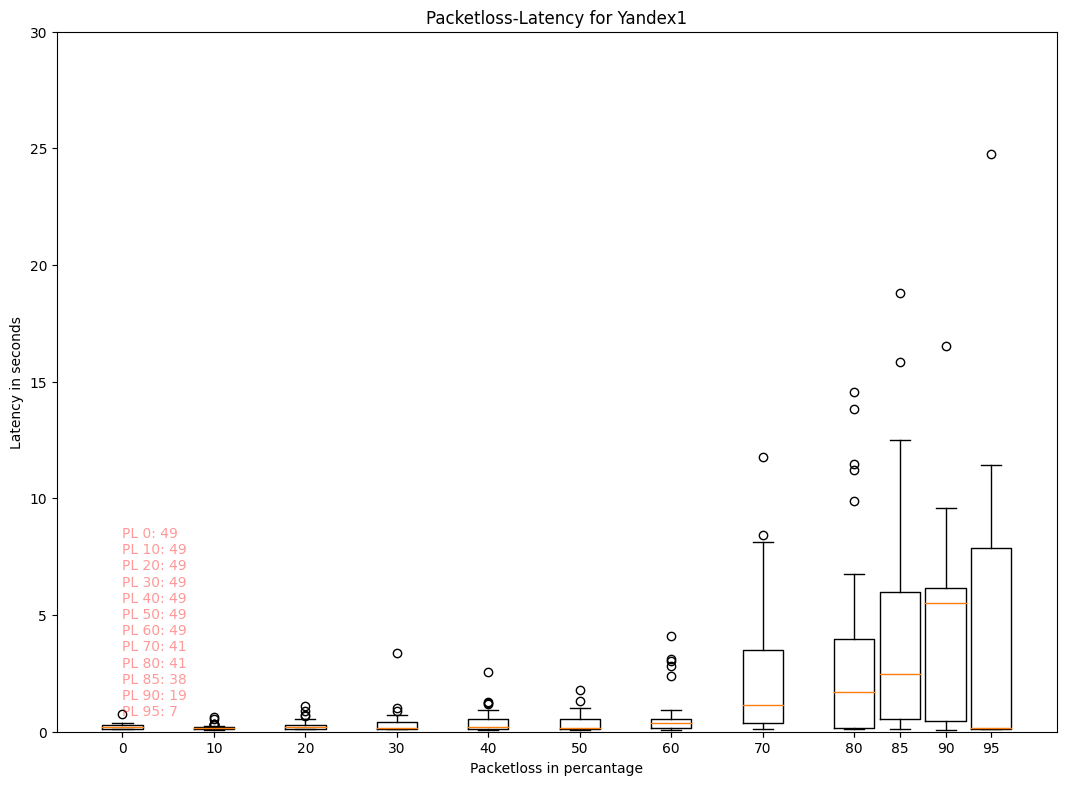 Packetloss-Latency for Yandex1
30
25
20
15
10
5
0
Latency in seconds
PL 0: 49
PL 10: 49
PL 20: 49
PL 30: 49
PL 40: 49
PL 50: 49
PL 60: 49
PL 70: 41
PL 80: 41
PL 85: 38
PL 90: 19
PL 95: 7
0 10 20 30 40 50 60 70 80 85 90 95
Packetloss in percantage